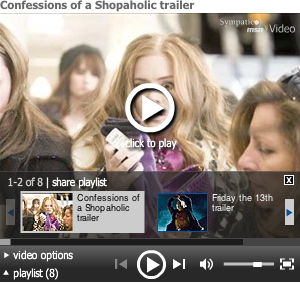 Confessions of a Shopaholic trailer
Sympatico
msn Video
click to play
1-2 of 8 | share playlist X
Confessions of a Shopaholic trailer
Friday the 13th trailer
video options
playlist (8)